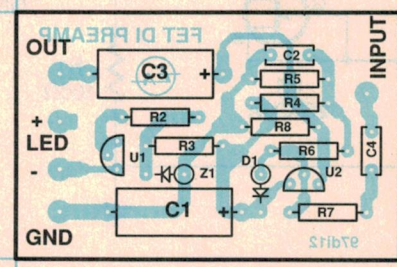 FET DI PREAMP
OUT
INPUT
C3
+
C2
R5
R4
+
LED
-
R2
R8
U1
R3
D1
R6
C4
Z1
U2
C1
+
R7
GND
97di12